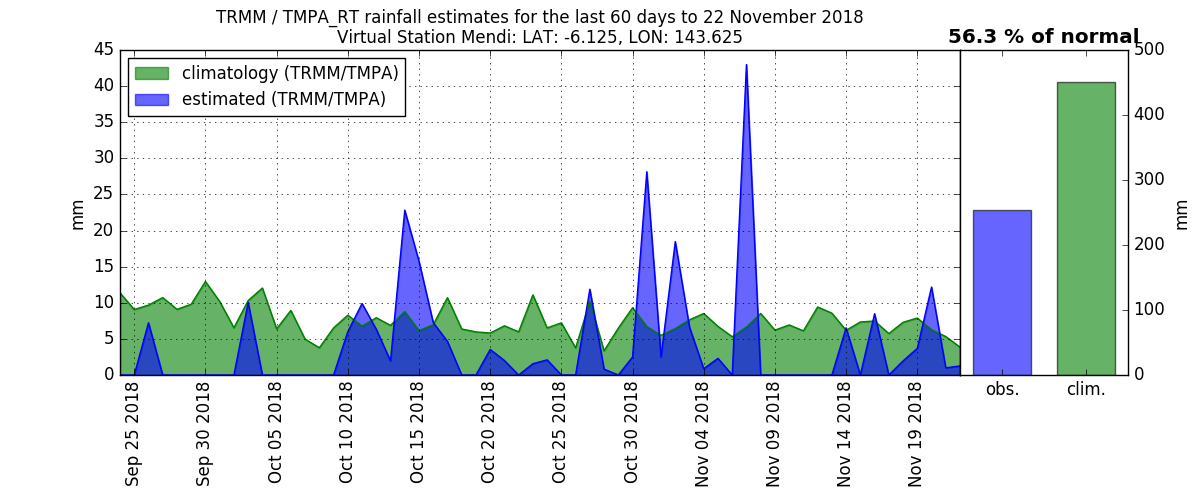 TRMM / TMPA_RT rainfall estimates for the last 60 days to 22 November 2018
Virtual Station Mendi: LAT: -6.125, LON: 143.625
56.3 % of normal
climatology (TRMM/TMPA)
estimated (TRMM/TMPA)
mm
45
40
35
30
25
20
15
10
5
0
Sep 25 2018
Sep 30 2018
Oct 05 2018
Oct 10 2018
Oct 15 2018
Oct 20 2018
Oct 25 2018
Oct 30 2018
Nov 04 2018
Nov 09 2018
Nov 14 2018
Nov 19 2018
500
400
300
200
100
0
mm
obs.
clim.